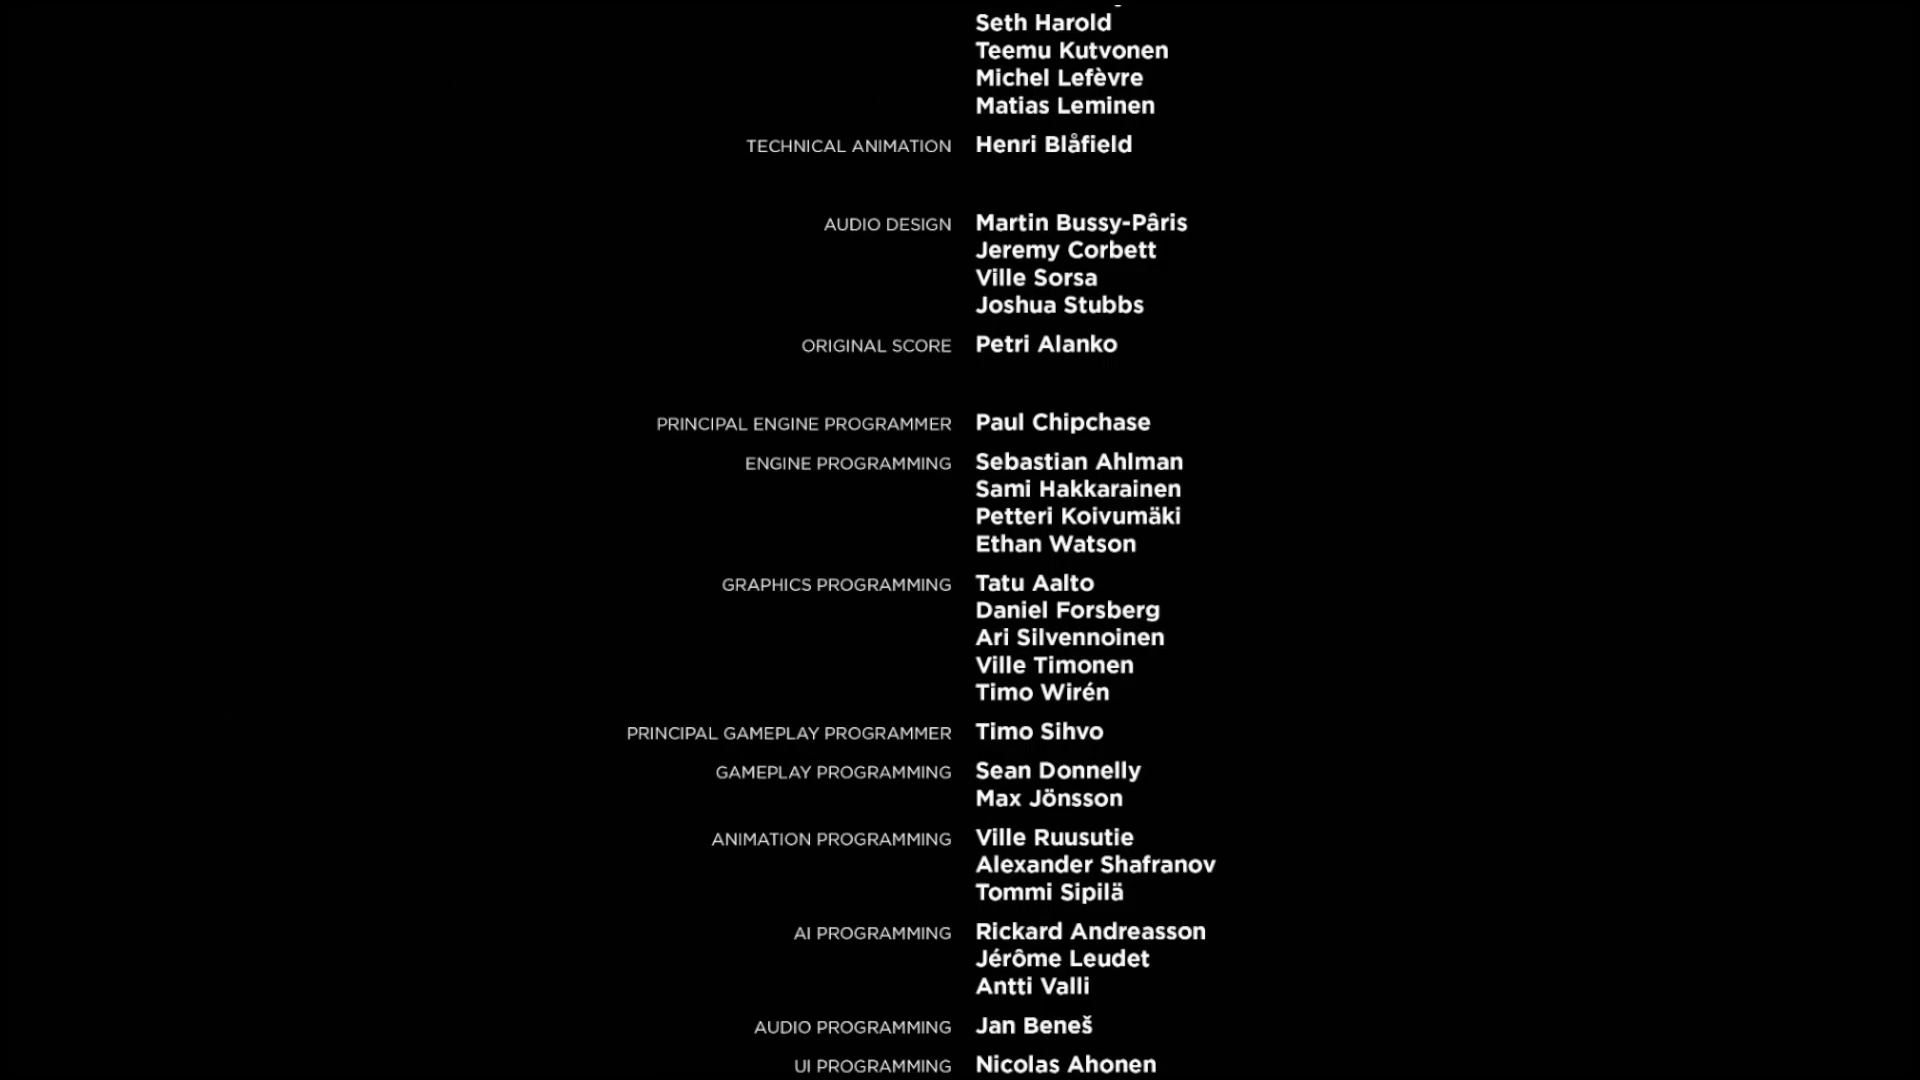 Seth Harold
Teemu Kutvonen
Michel Lefèvre
Matias Leminen
TECHNICAL ANIMATION Henri Blåfield
AUDIO DESIGN Martin Bussy-Pâris
Jeremy Corbett
Ville Sorsa
Joshua Stubbs
ORIGINAL SCORE Petri Alanko
PRINCIPAL ENGINE PROGRAMMER Paul Chipchase
ENGINE PROGRAMMING Sebastian Ahlman
Sami Hakkarainen
Petteri Koivumäki
Ethan Watson
GRAPHICS PROGRAMMING Tatu Aalto
Daniel Forsberg
Ari Silvennoinen
Ville Timonen
Timo Wirén
PRINCIPAL GAMEPLAY PROGRAMMER Timo Sihvo
GAMEPLAY PROGRAMMING Sean Donnelly
Max Jönsson
ANIMATION PROGRAMMING Ville Ruusutie
Alexander Shafranov
Tommi Sipilä
AI PROGRAMMING Rickard Andreasson
Jérôme Leudet
Antti Valli
AUDIO PROGRAMMING Jan Beneš
UI PROGRAMMING Nicolas Ahonen